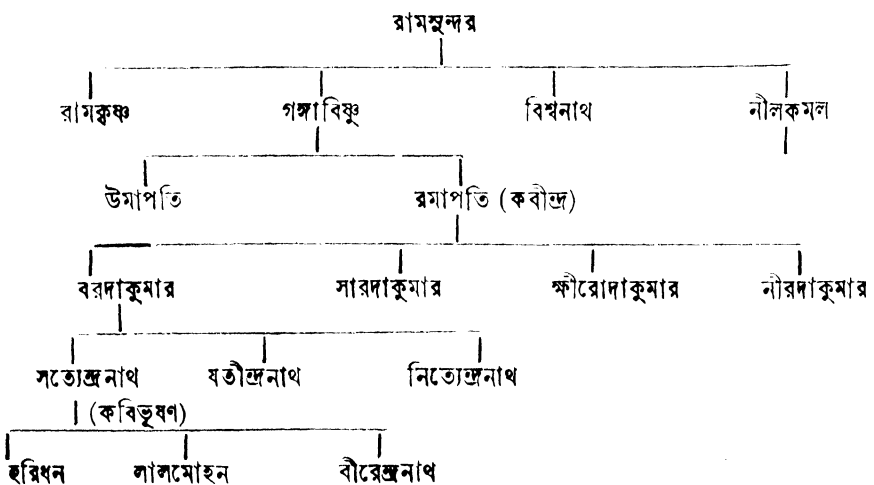 রামসুন্দর
রামকৃষ্ণ গঙ্গাবিষ্ণু বিশ্বনাথ নীলকমল
উমাপতি রমাপতি (কবীন্দ্র)
বরদাকুমার সারদাকুমার ক্ষীরোদাকুমার নীরদাকুমার
সত্যেন্দ্রনাথ যতীন্দ্রনাথ নিত্যেন্দ্রনাথ
(কবিভূষণ)
হরিধন লালমোহন বীরেন্দ্রনাথ